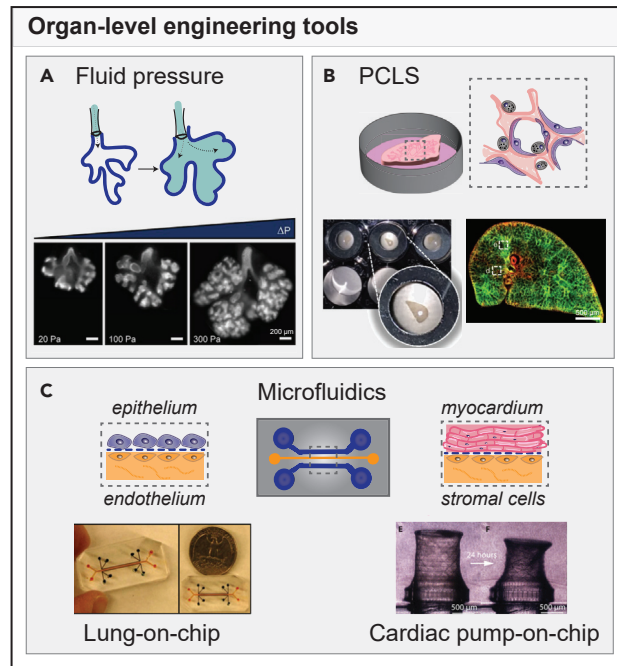 Organ-level engineering tools
A Fluid pressure
ΔP
20 Pa
100 Pa
300 Pa
200 µm
B PCLS
500 µm
C
Microfluidics
epithelium
endothelium
myocardium
stromal cells
E
F
24 hours
500 µm
500 µm
Lung-on-chip
Cardiac pump-on-chip